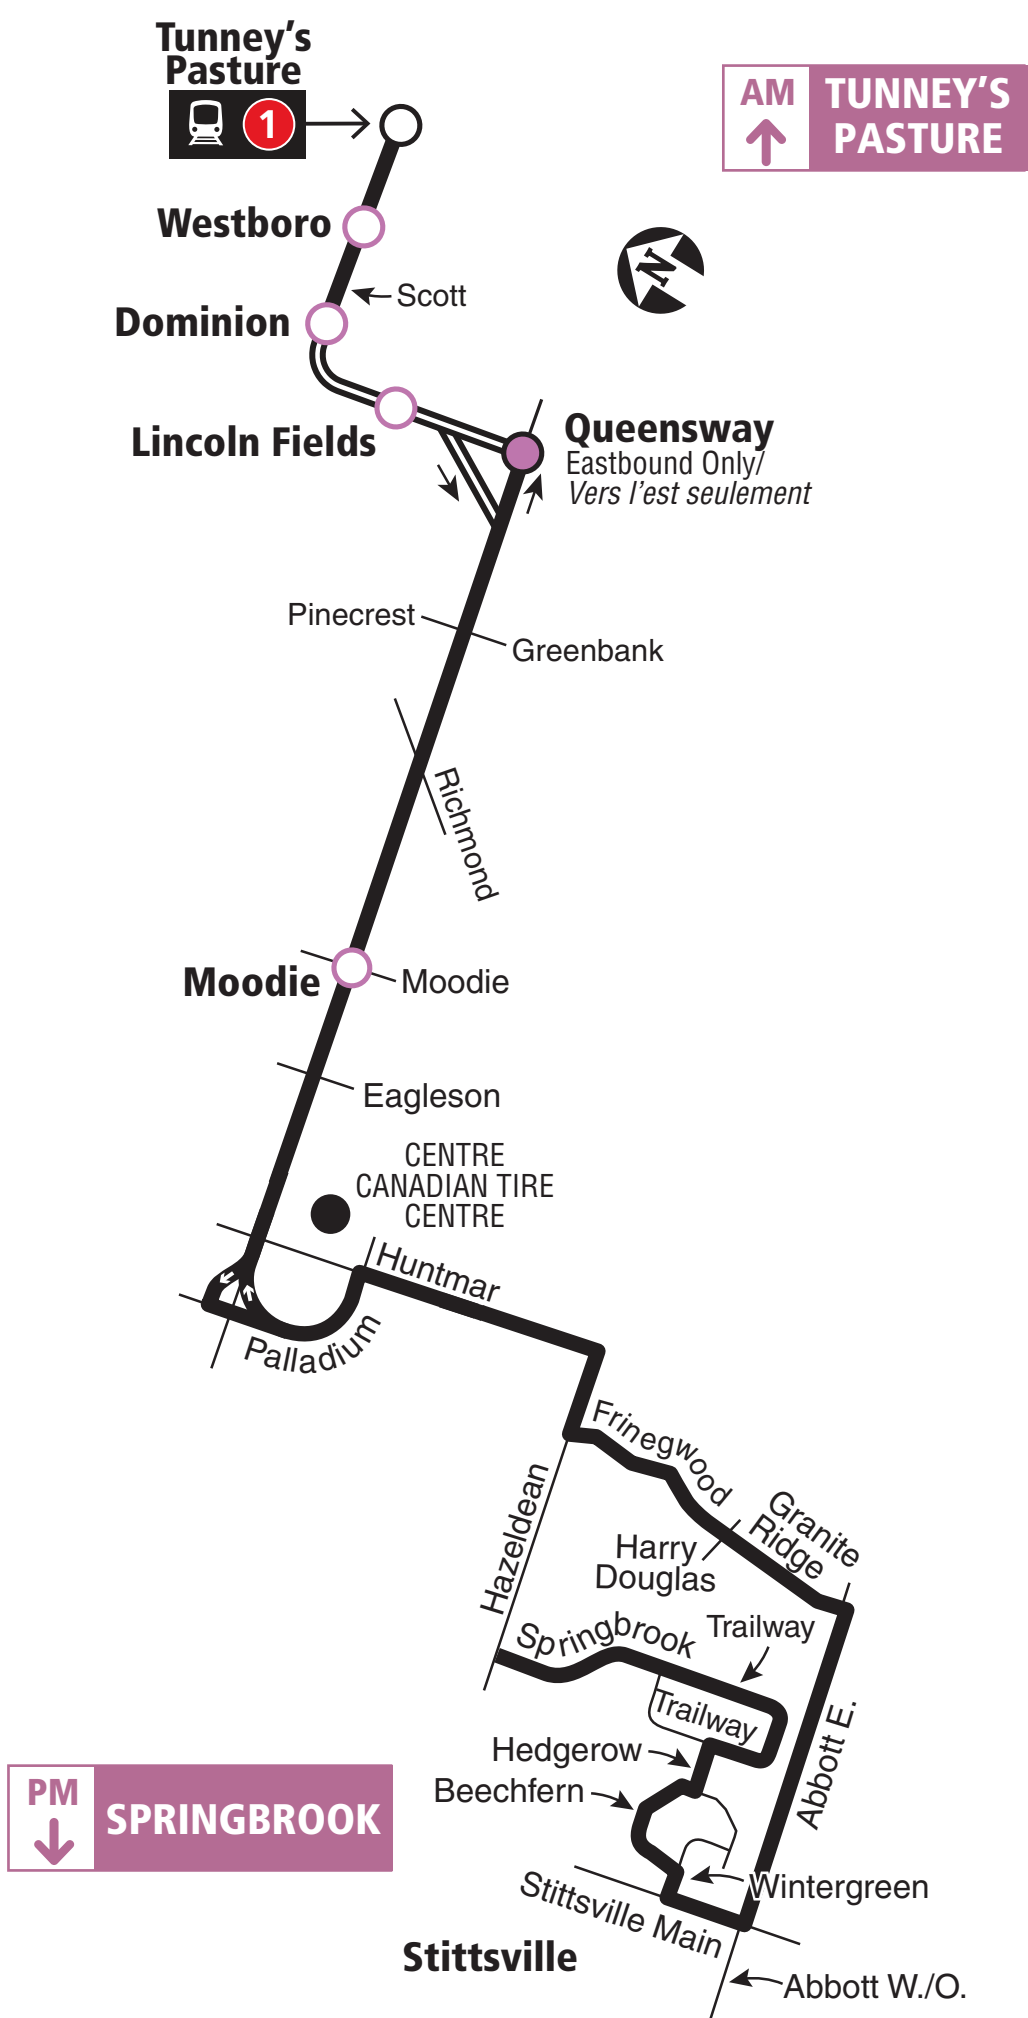 Tunney's
Pasture
1
AM
TUNNEY'S
PASTURE
Westboro
N
Scott
Dominion
Lincoln Fields
Queensway
Eastbound Only/
Vers l'est seulement
Pinecrest
Greenbank
Richmond
Moodie
Moodie
Eagleson
CENTRE
CANADIAN TIRE
CENTRE
Huntmar
Palladium
Frinegwood
Granite
Ridge
Hazeldean
Harry
Douglas
Springbrook
Trailway
Trailway
Abbott E.
Hedgerow
Beechfern
PM
SPRINGBROOK
Wintergreen
Stittsville Main
Stittsville
Abbott W./O.